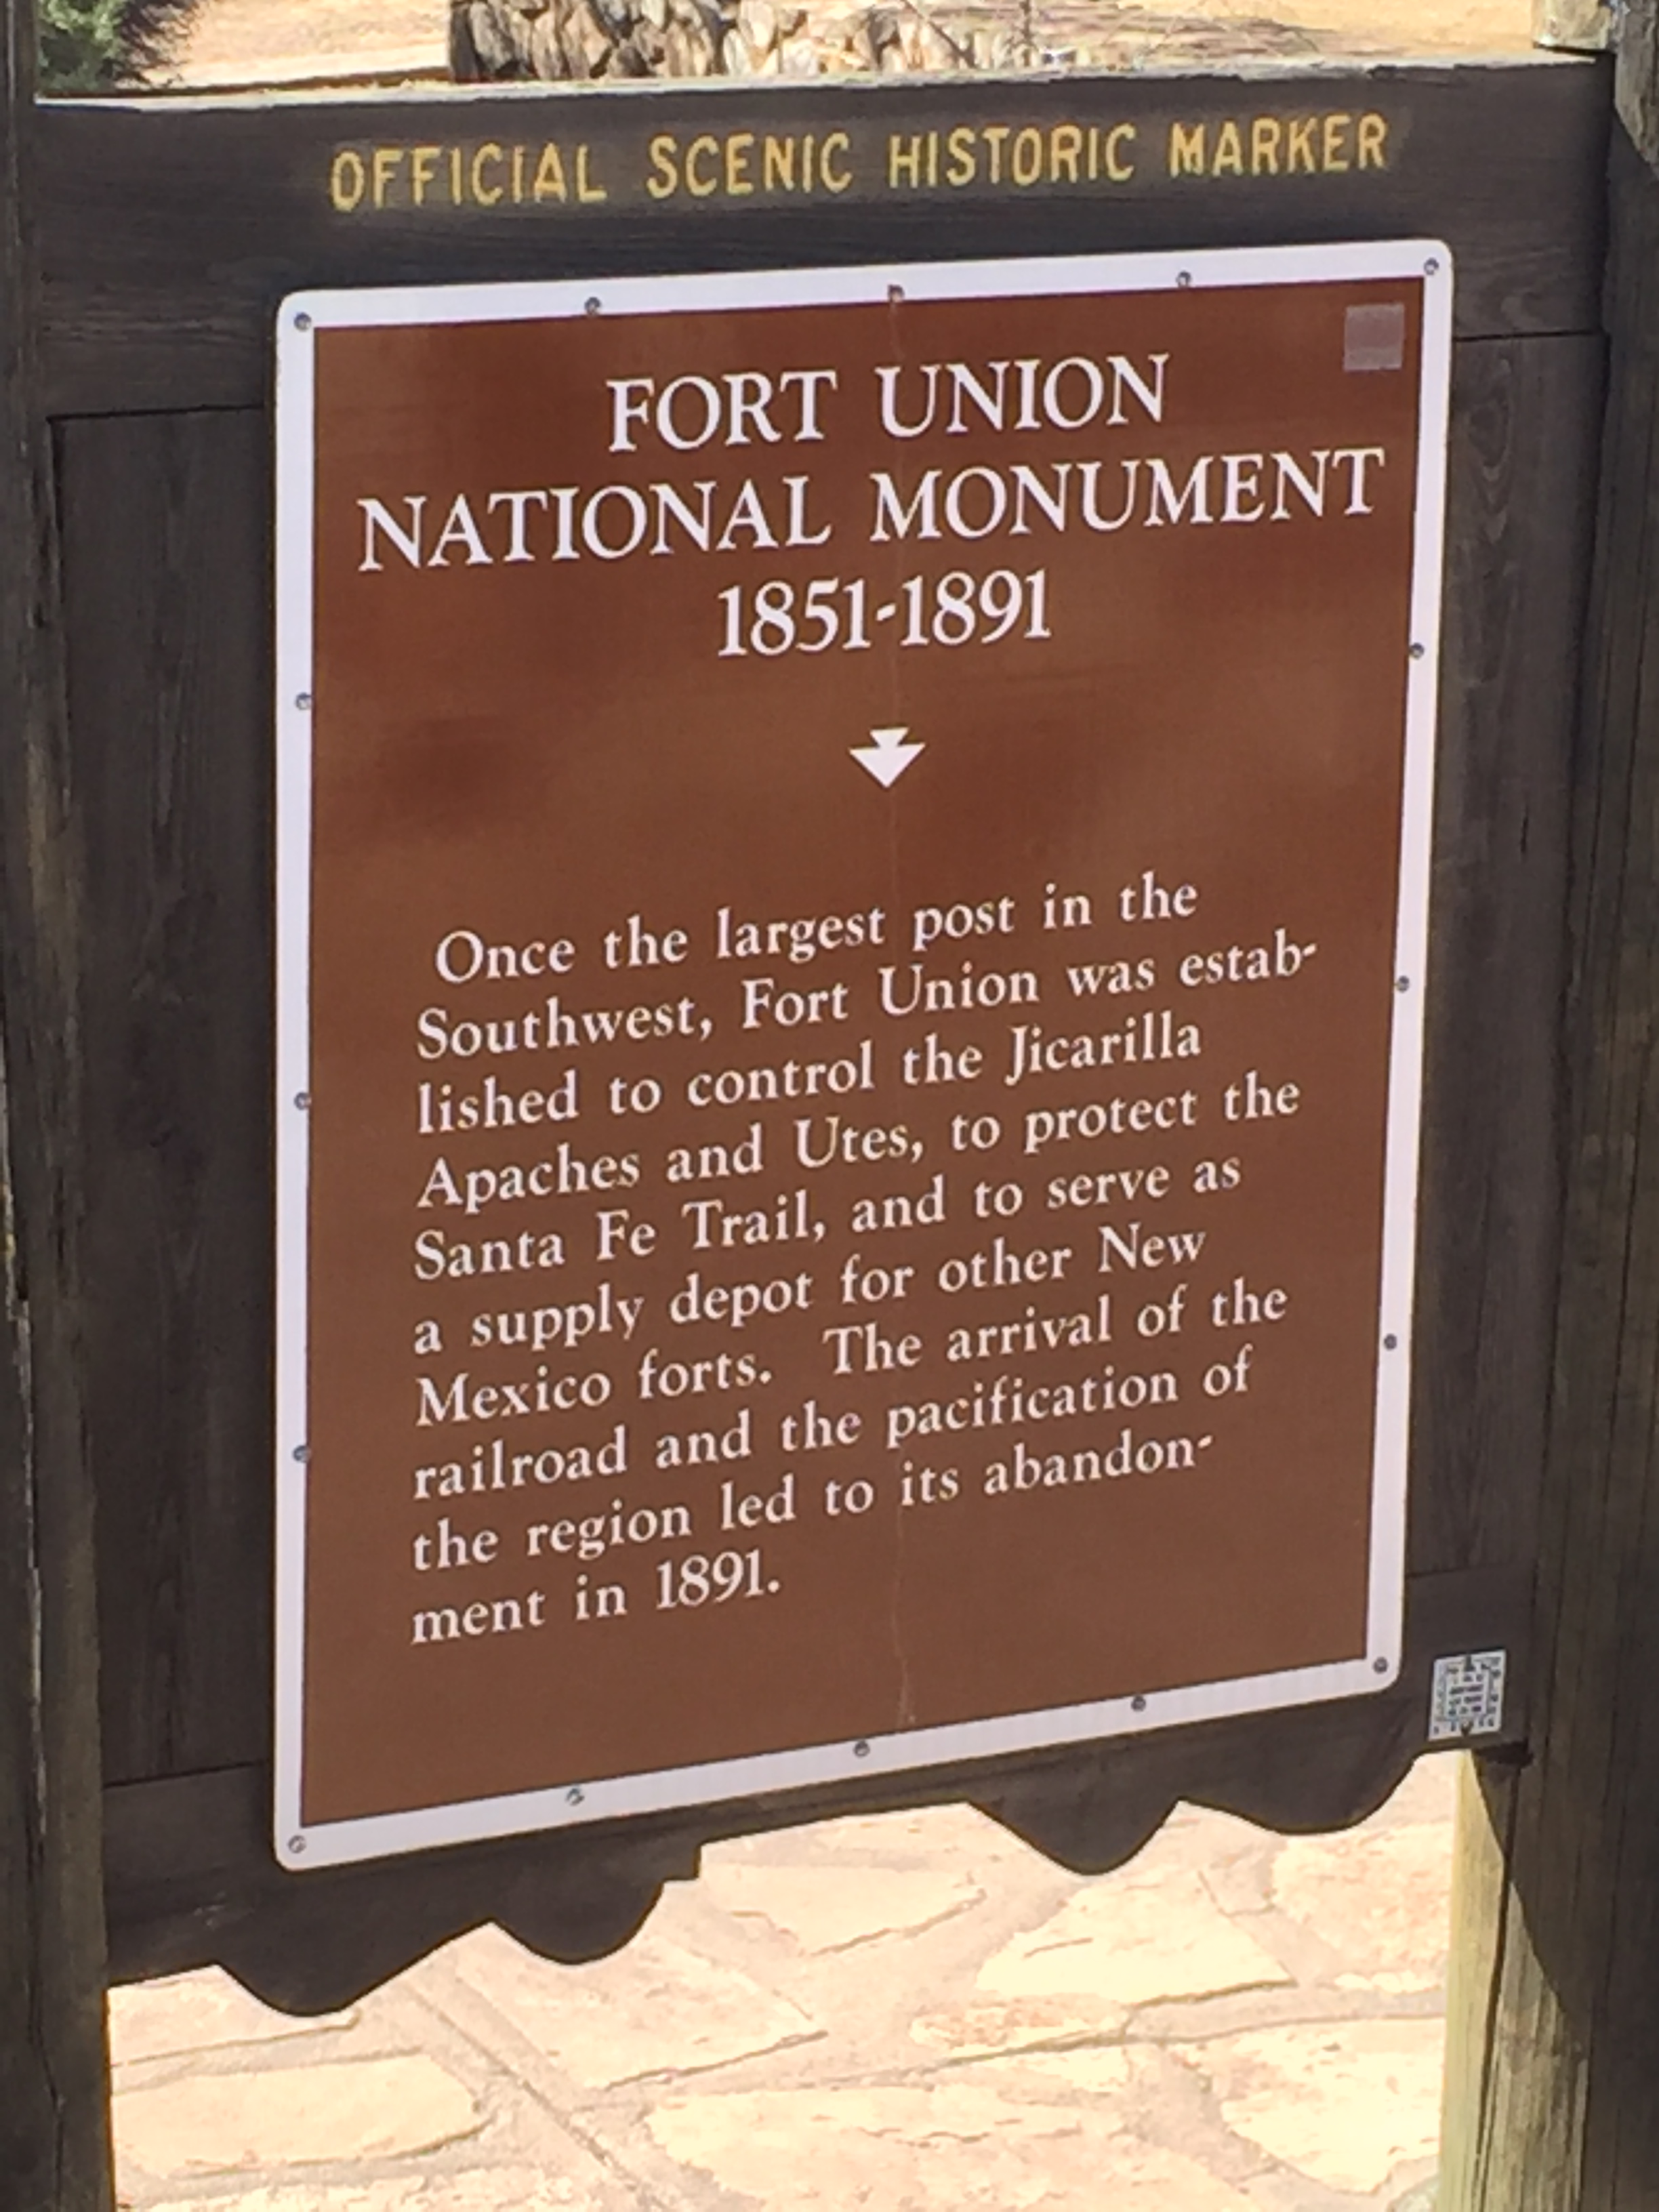 OFFICIAL SCENIC HISTORIC MARKER
FORT UNION
NATIONAL MONUMENT
1851-1891
Once the largest post in the
Southwest, Fort Union was estab-
lished to control the Jicarilla
Apaches and Utes, to protect the
Santa Fe Trail, and to serve as
a supply depot for other New
Mexico forts. The arrival of the
railroad and the pacification of
the region led to its abandon-
ment in 1891.